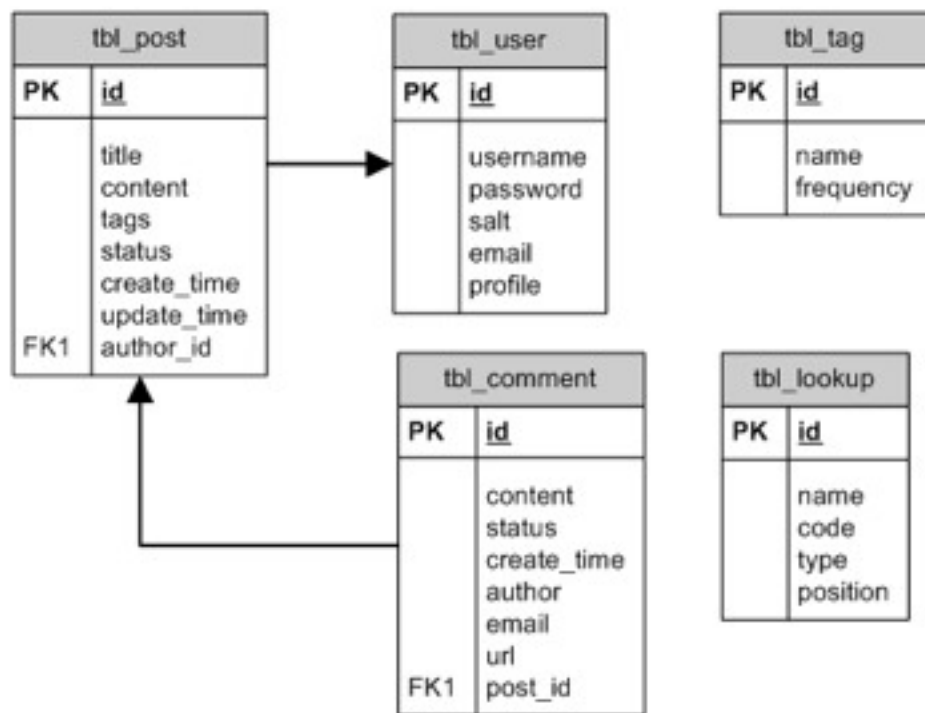 tbl_post
PK id
title
content
tags
status
create_time
update_time
FK1 author_id
tbl_user
PK id
username
password
salt
email
profile
tbl_tag
PK id
name
frequency
tbl_comment
PK id
content
status
create_time
author
email
url
FK1 post_id
tbl_lookup
PK id
name
code
type
position